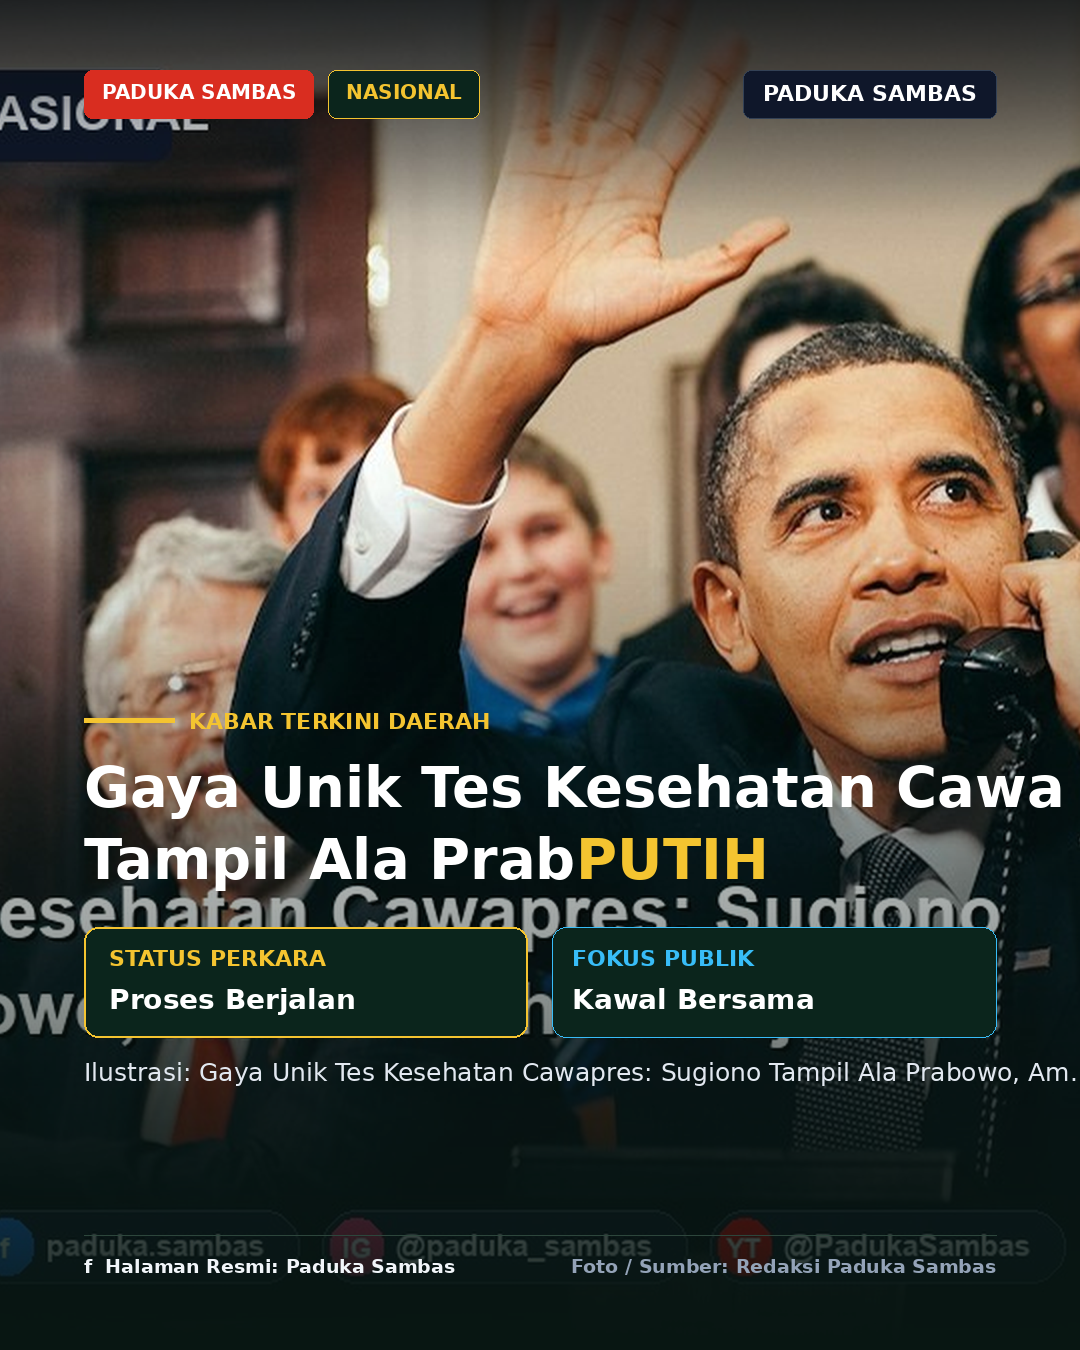 PADUKA SAMBAS
NASIONAL
PADUKA SAMBAS
ASIONAL
KABAR TERKINI DAERAH
Gaya Unik Tes Kesehatan Cawa
Tampil Ala PrabPUTIH
esehatan Cawapres: Sugiono
STATUS PERKARA
Proses Berjalan
FOKUS PUBLIK
Kawal Bersama
Ilustrasi: Gaya Unik Tes Kesehatan Cawapres: Sugiono Tampil Ala Prabowo, Am.
f paduka.sambas
IG @paduka_sambas
YT @PadukaSambas
f Halaman Resmi: Paduka Sambas
Foto / Sumber: Redaksi Paduka Sambas